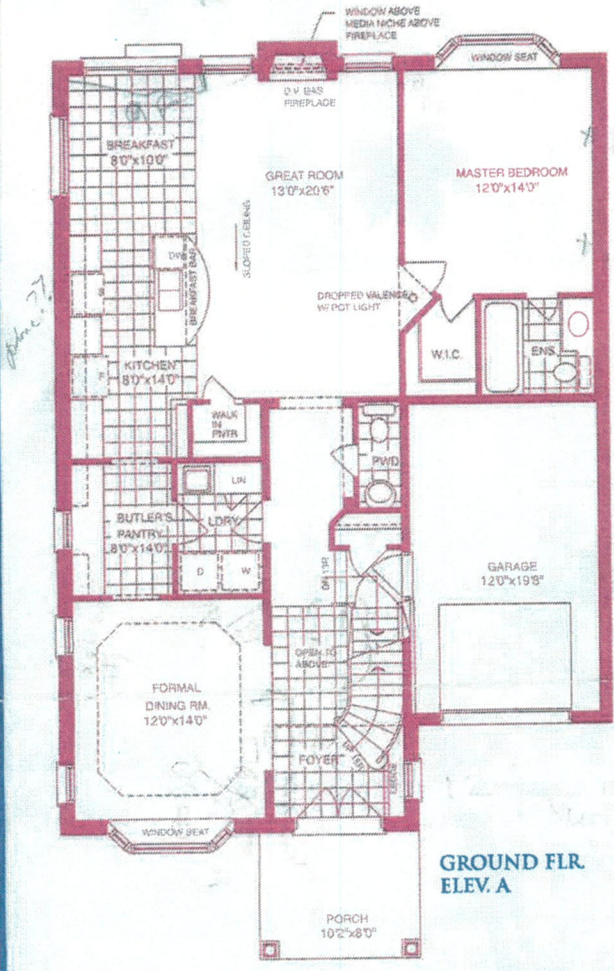 WINDOW ABOVE
MEDIA NICHE ABOVE
FIREPLACE
WINDOW SEAT
D.V. GAS
FIREPLACE
BREAKFAST
8'0"x10'0"
GREAT ROOM
13'0"x20'6"
MASTER BEDROOM
12'0"x14'0"
SLOPED CEILING
DW
BREAKFAST BAR
DROPPED VALENCE
W/ POT LIGHT
KITCHEN
8'0"x14'0"
F
W.I.C.
ENS.
WALK
IN
PNTR
PWD
LIN
BUTLER'S
PANTRY
8'0"x14'0"
LDRY
D
W
GARAGE
12'0"x19'8"
OPEN TO
ABOVE
FORMAL
DINING RM.
12'0"x14'0"
FOYER
WINDOW SEAT
GROUND FLR.
ELEV. A
PORCH
10'2"x8'0"